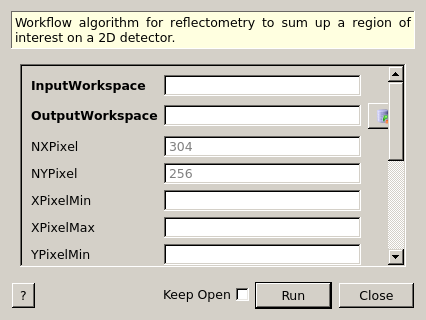 Workflow algorithm for reflectometry to sum up a region of
interest on a 2D detector.
InputWorkspace
OutputWorkspace
NXPixel 304
NYPixel 256
XPixelMin
XPixelMax
YPixelMin
? Keep Open Run Close